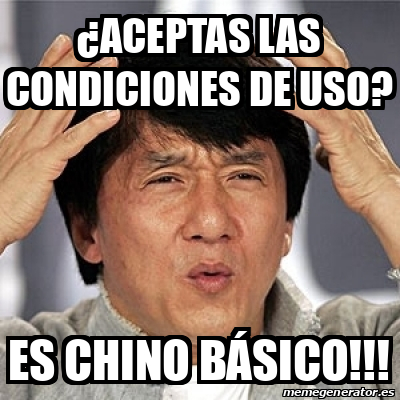 ¿ACEPTAS LAS
CONDICIONES DE USO?
ES CHINO BÁSICO!!!
memegenerator.es